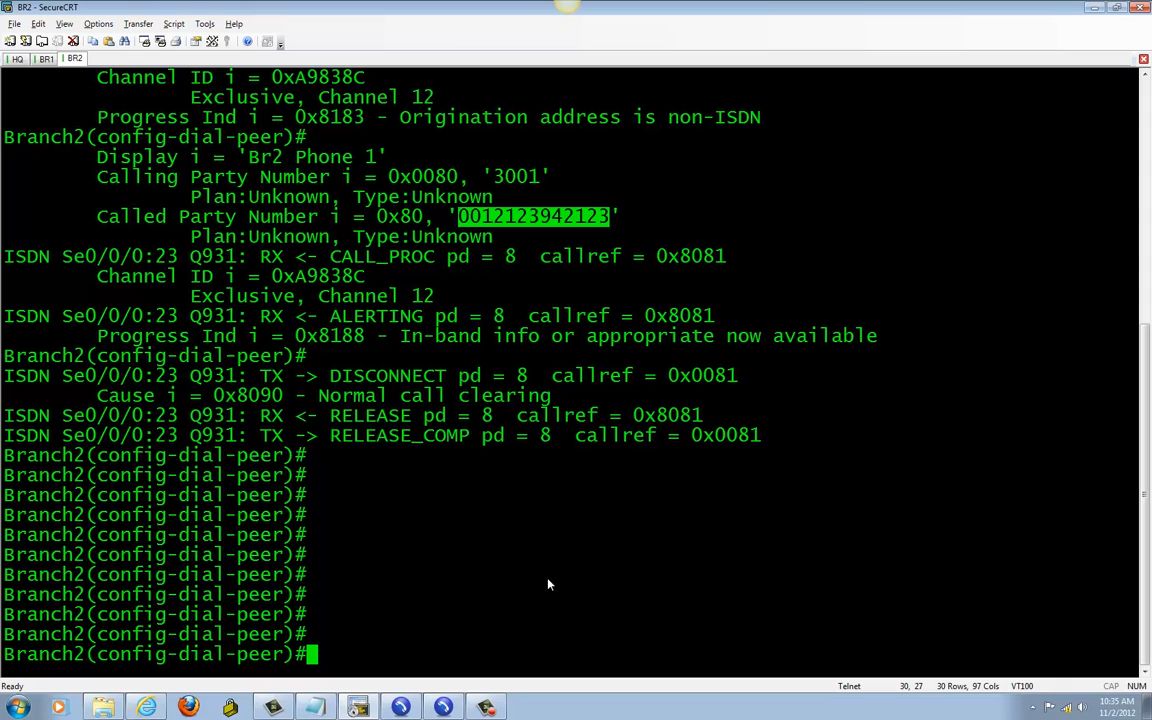 BR2 - SecureCRT
File Edit View Options Transfer Script Tools Help
HQ BR1 BR2
Channel ID i = 0xA9838C
Exclusive, Channel 12
Progress Ind i = 0x8183 - Origination address is non-ISDN
Branch2(config-dial-peer)#
Display i = 'Br2 Phone 1'
Calling Party Number i = 0x0080, '3001'
Plan:Unknown, Type:Unknown
Called Party Number i = 0x80, '0012123942123'
Plan:Unknown, Type:Unknown
ISDN Se0/0/0:23 Q931: RX <- CALL_PROC pd = 8  callref = 0x8081
Channel ID i = 0xA9838C
Exclusive, Channel 12
ISDN Se0/0/0:23 Q931: RX <- ALERTING pd = 8  callref = 0x8081
Progress Ind i = 0x8188 - In-band info or appropriate now available
Branch2(config-dial-peer)#
ISDN Se0/0/0:23 Q931: TX -> DISCONNECT pd = 8  callref = 0x0081
Cause i = 0x8090 - Normal call clearing
ISDN Se0/0/0:23 Q931: RX <- RELEASE pd = 8  callref = 0x8081
ISDN Se0/0/0:23 Q931: TX -> RELEASE_COMP pd = 8  callref = 0x0081
Branch2(config-dial-peer)#
Branch2(config-dial-peer)#
Branch2(config-dial-peer)#
Branch2(config-dial-peer)#
Branch2(config-dial-peer)#
Branch2(config-dial-peer)#
Branch2(config-dial-peer)#
Branch2(config-dial-peer)#
Branch2(config-dial-peer)#
Branch2(config-dial-peer)#
Branch2(config-dial-peer)#
Ready Telnet 30, 27 30 Rows, 97 Cols VT100 CAP NUM
10:35 AM
11/2/2012